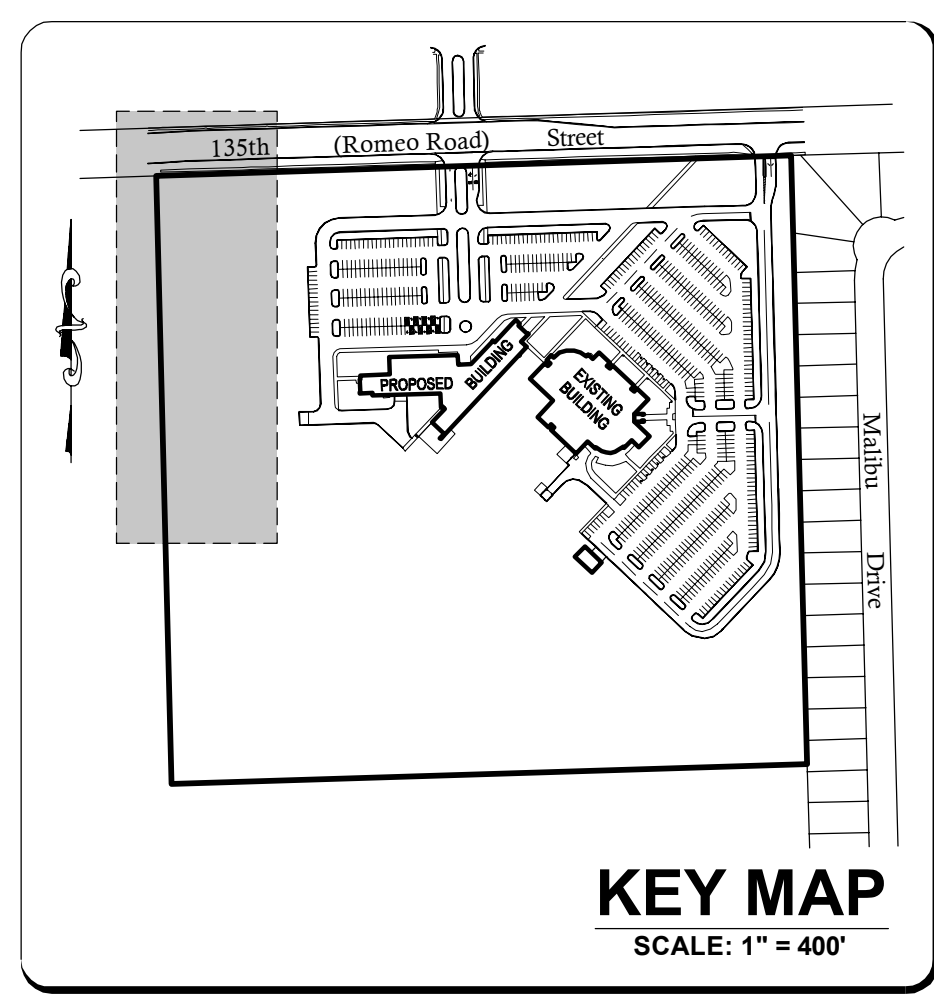 135th (Romeo Road) Street
PROPOSED
BUILDING
EXISTING
BUILDING
Malibu Drive
KEY MAP
SCALE: 1" = 400'